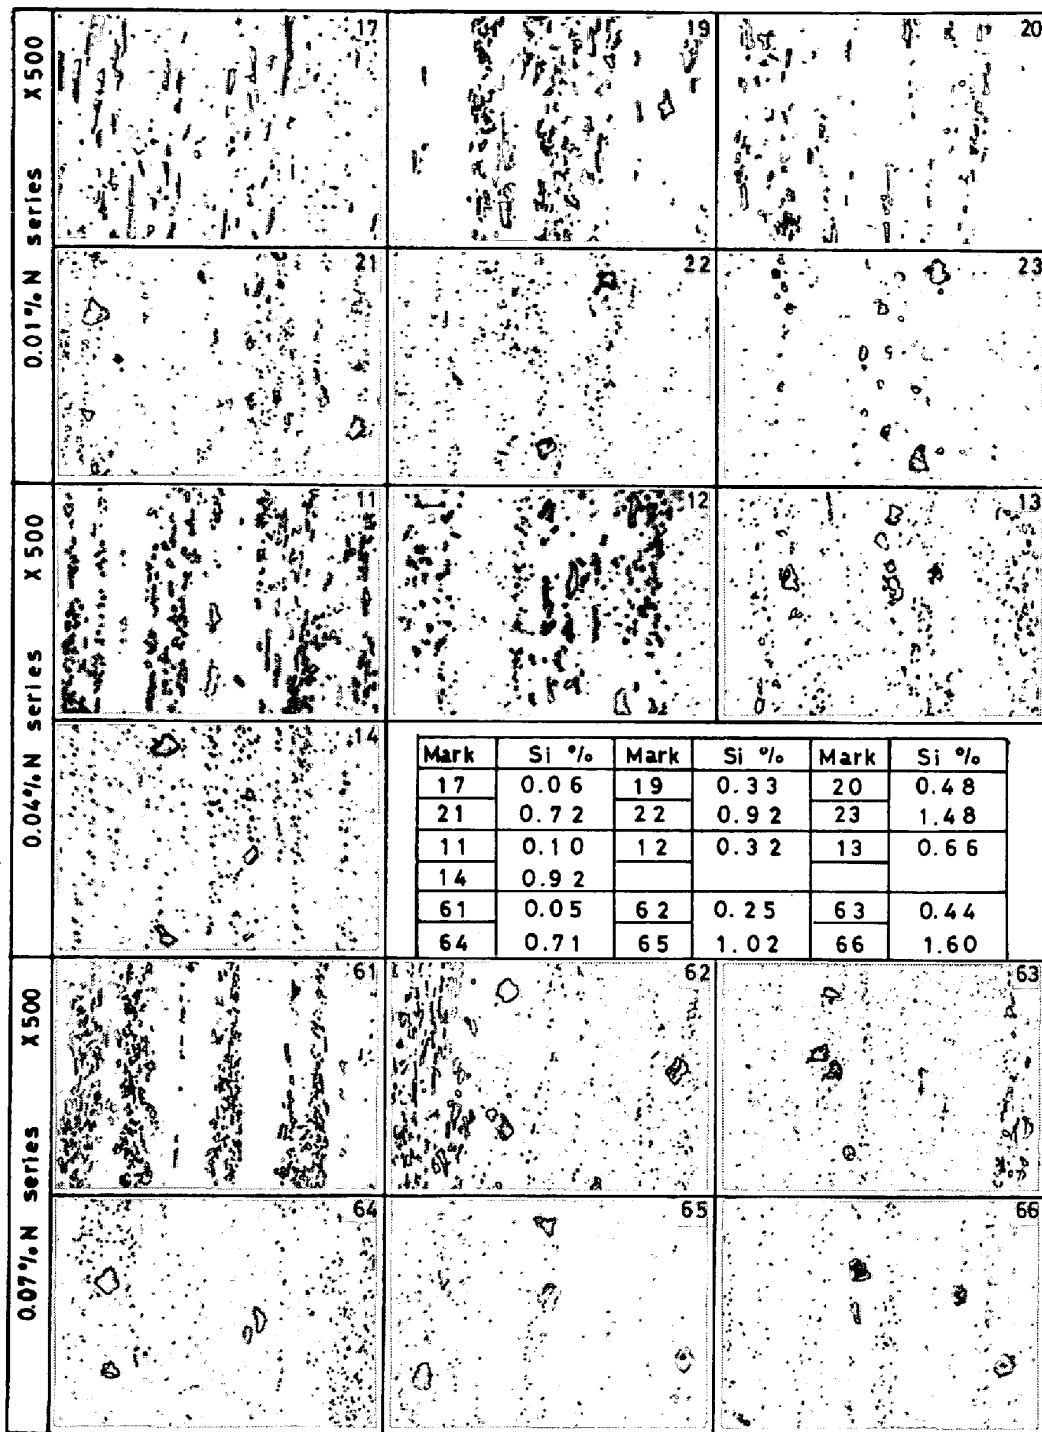 0.01%N series X500
17
19
20
21
22
23
0.04%N series X 500
11
12
13
14
Mark Si % Mark Si % Mark Si %
17 0.06 19 0.33 20 0.48
21 0.72 22 0.92 23 1.48
11 0.10 12 0.32 13 0.66
14 0.92
61 0.05 62 0.25 63 0.44
64 0.71 65 1.02 66 1.60
0.07%N series X500
61
62
63
64
65
66